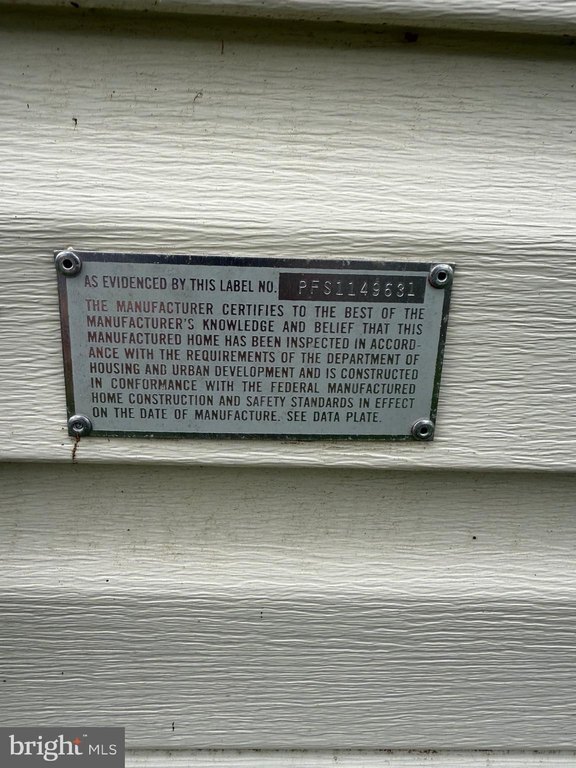 AS EVIDENCED BY THIS LABEL NO. PFS1149631
THE MANUFACTURER CERTIFIES TO THE BEST OF THE
MANUFACTURER'S KNOWLEDGE AND BELIEF THAT THIS
MANUFACTURED HOME HAS BEEN INSPECTED IN ACCORD-
ANCE WITH THE REQUIREMENTS OF THE DEPARTMENT OF
HOUSING AND URBAN DEVELOPMENT AND IS CONSTRUCTED
IN CONFORMANCE WITH THE FEDERAL MANUFACTURED
HOME CONSTRUCTION AND SAFETY STANDARDS IN EFFECT
ON THE DATE OF MANUFACTURE. SEE DATA PLATE.
bright MLS